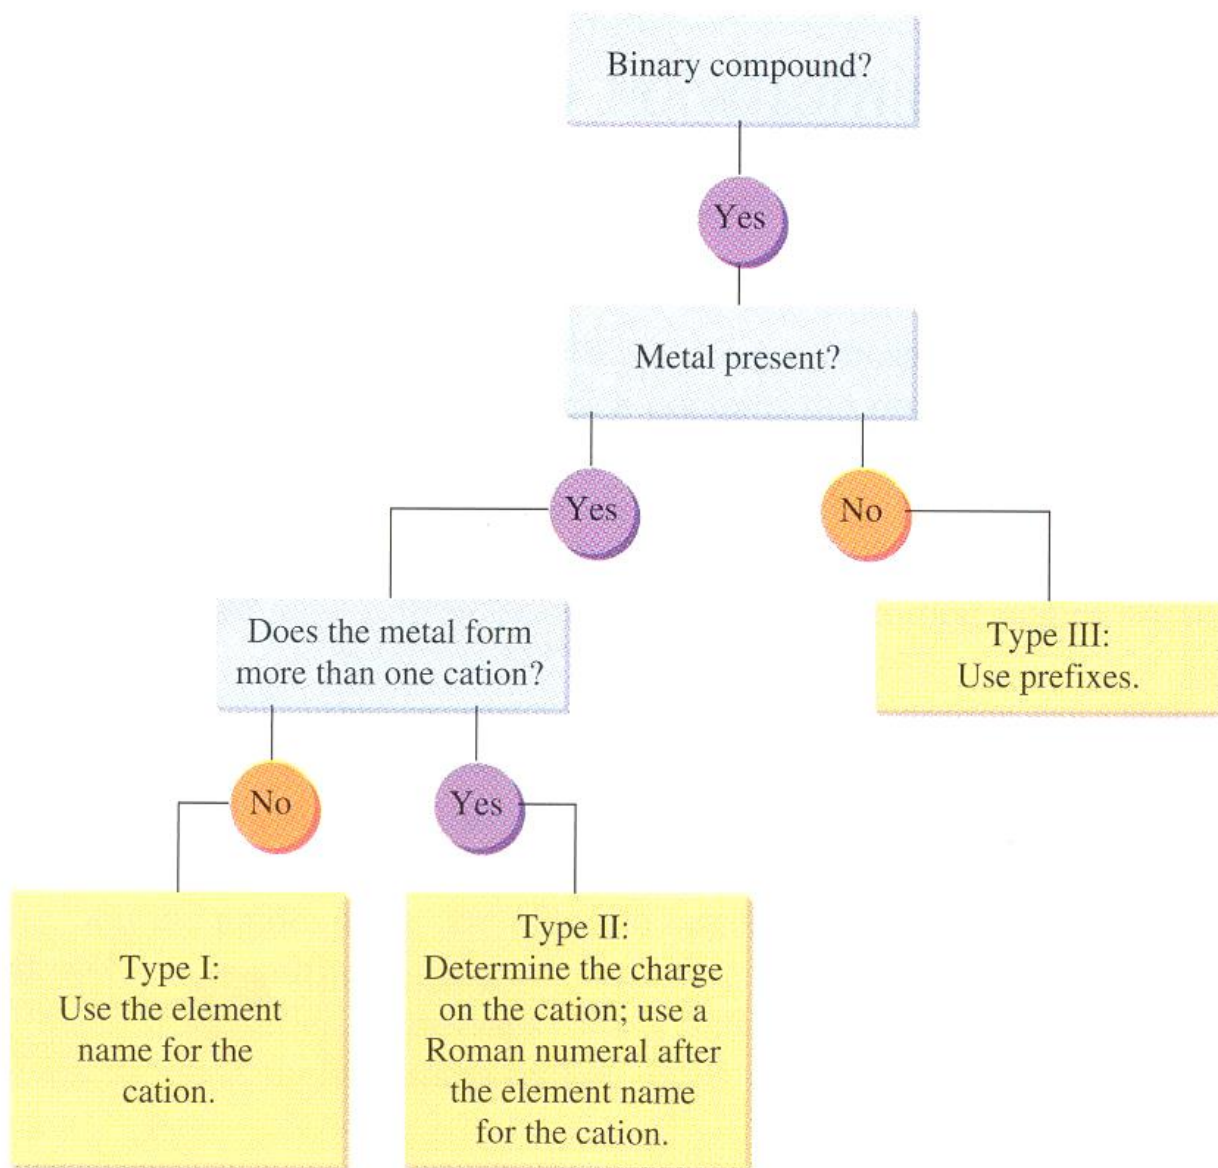 Binary compound?
Yes
Metal present?
Yes
No
Does the metal form
more than one cation?
Type III:
Use prefixes.
No
Yes
Type I:
Use the element
name for the
cation.
Type II:
Determine the charge
on the cation; use a
Roman numeral after
the element name
for the cation.